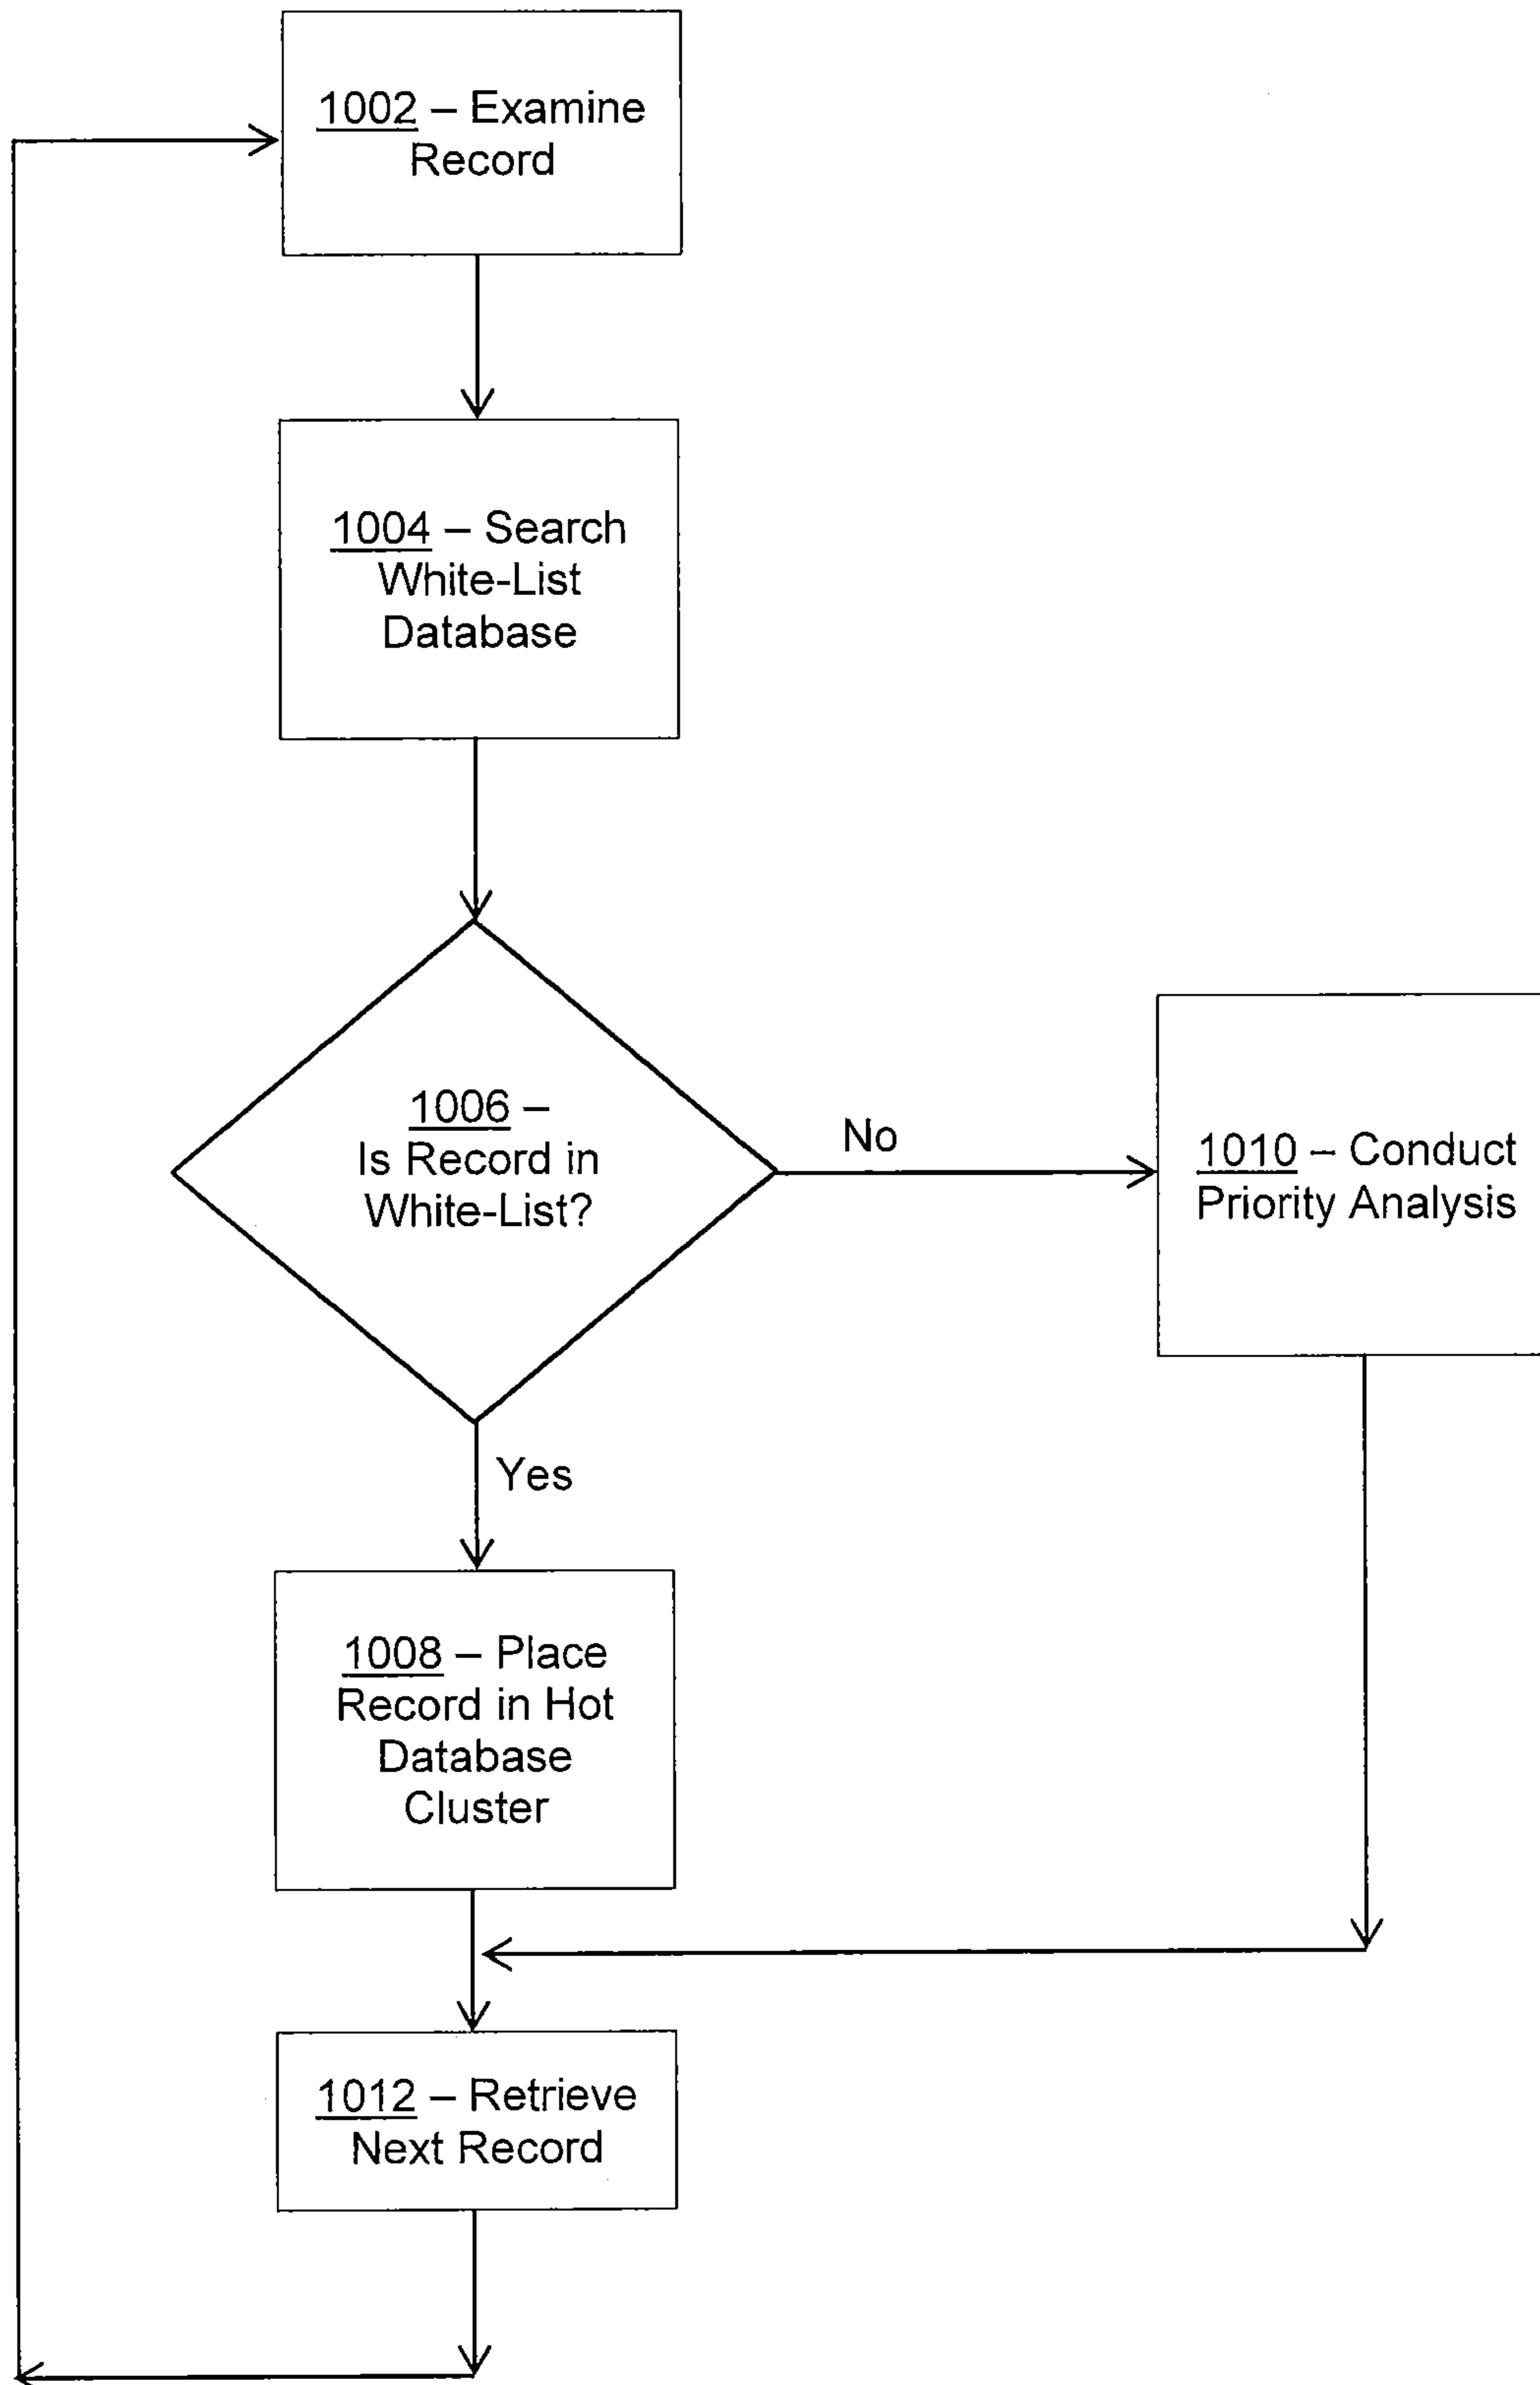 1002 – Examine
Record
1004 – Search
White-List
Database
1006 –
Is Record in
White-List?
No
1010 – Conduct
Priority Analysis
Yes
1008 – Place
Record in Hot
Database
Cluster
1012 – Retrieve
Next Record